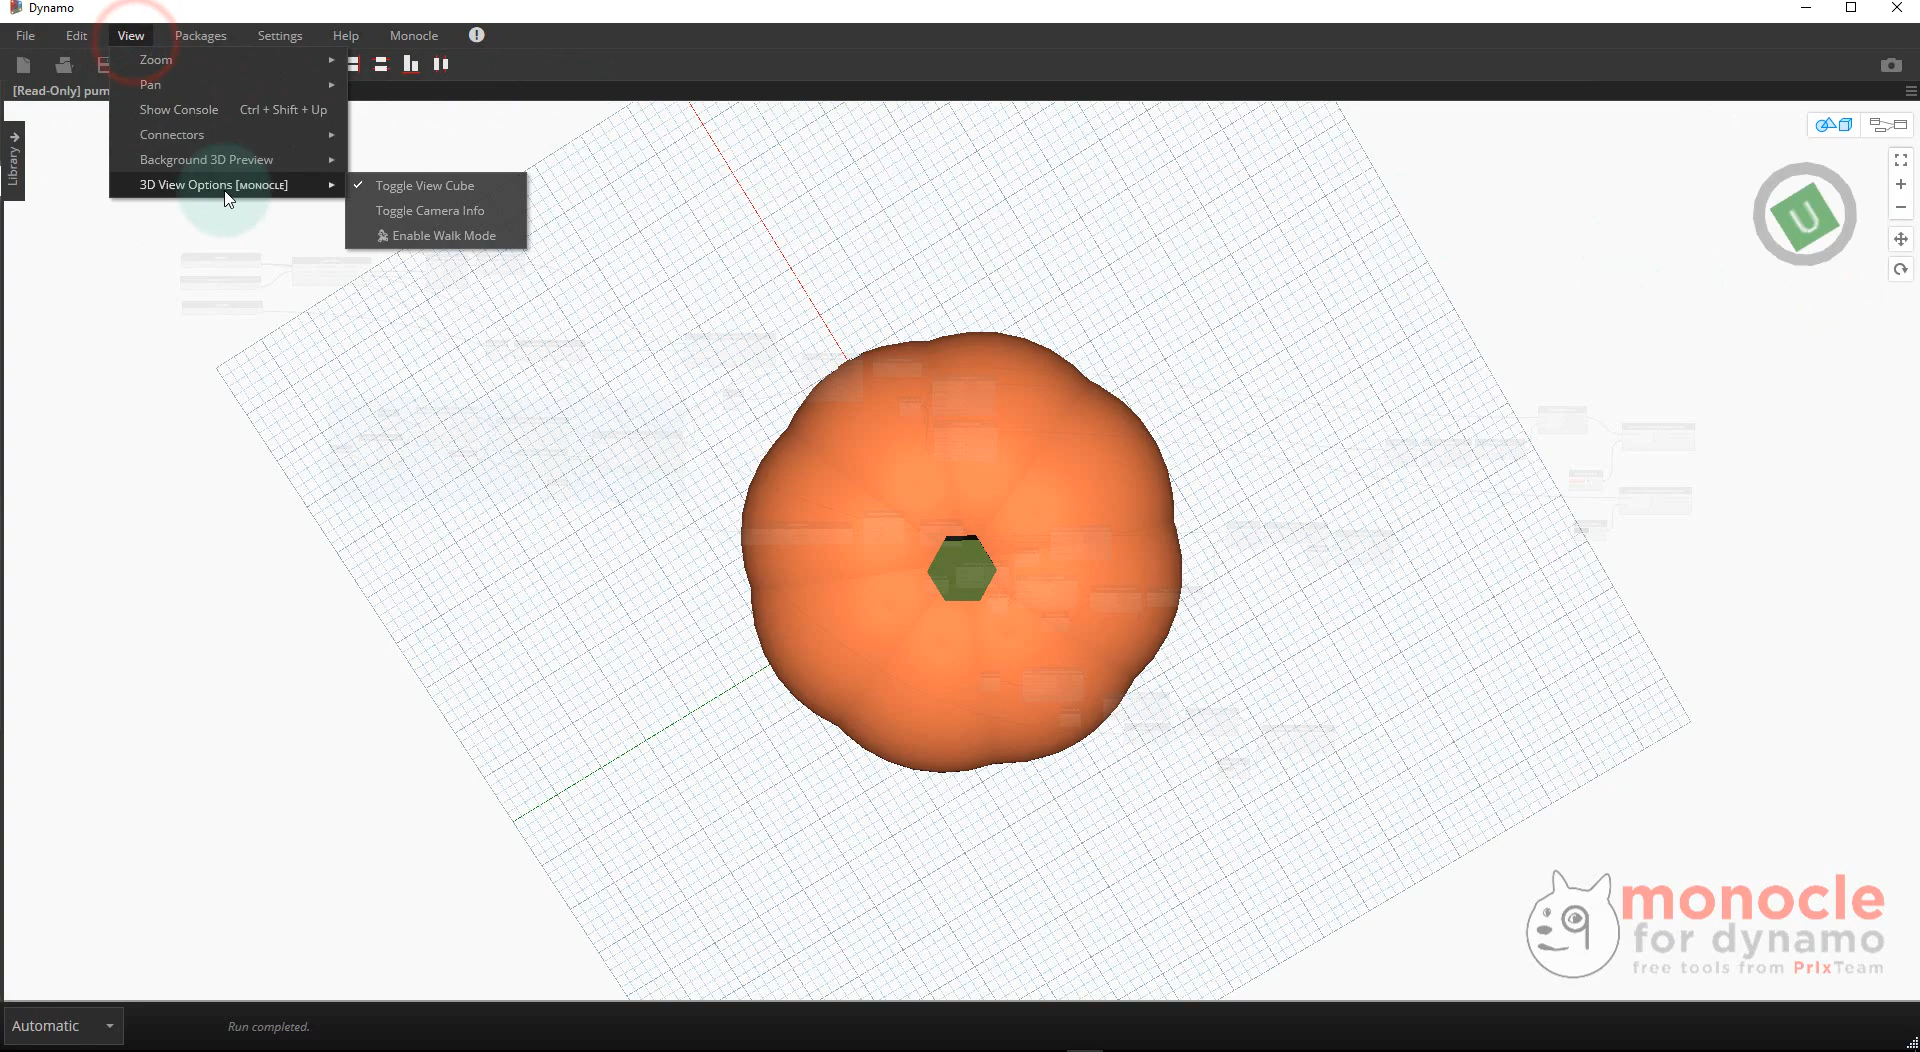 Dynamo
File Edit View Packages Settings Help Monocle
[Read-Only] pum
Zoom
Pan
Show Console Ctrl + Shift + Up
Connectors
Background 3D Preview
3D View Options [MONOCLE]
Toggle View Cube
Toggle Camera Info
Enable Walk Mode
Library
U
monocle
for dynamo
free tools from PrlxTeam
Automatic
Run completed.